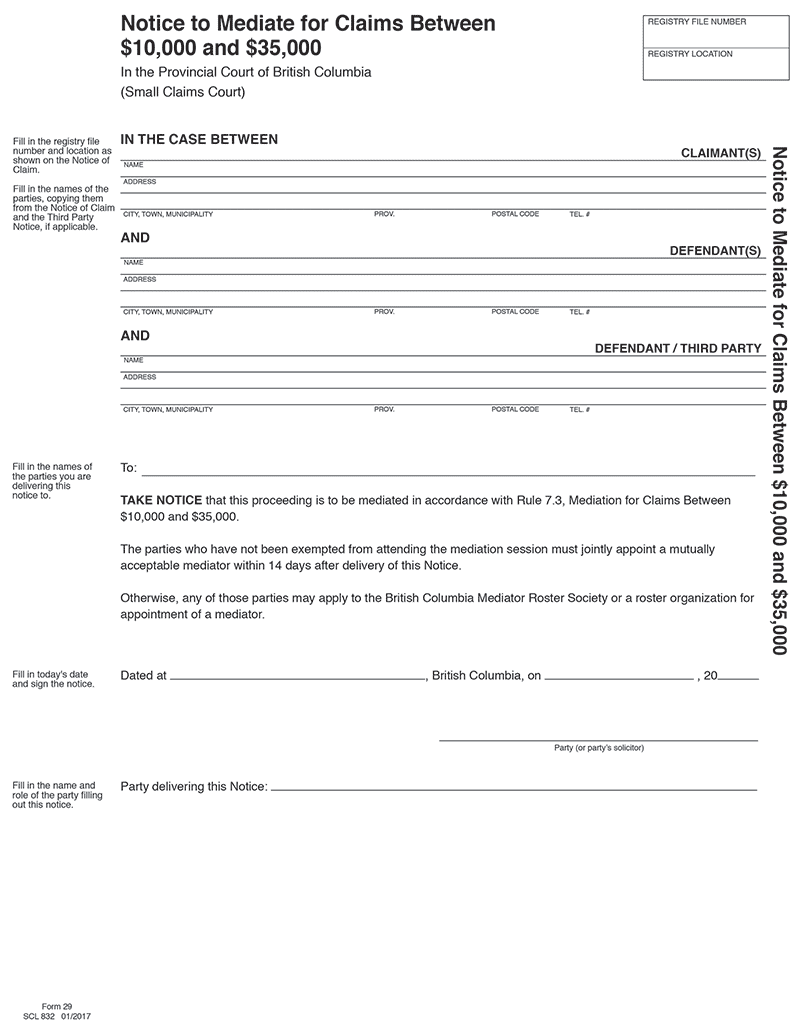 Notice to Mediate for Claims Between
$10,000 and $35,000
In the Provincial Court of British Columbia
(Small Claims Court)
REGISTRY FILE NUMBER
REGISTRY LOCATION
Fill in the registry file
number and location as
shown on the Notice of
Claim.
Fill in the names of the
parties, copying them
from the Notice of Claim
and the Third Party
Notice, if applicable.
IN THE CASE BETWEEN
CLAIMANT(S)
NAME
ADDRESS
CITY, TOWN, MUNICIPALITY PROV. POSTAL CODE TEL. #
AND
DEFENDANT(S)
NAME
ADDRESS
CITY, TOWN, MUNICIPALITY PROV. POSTAL CODE TEL. #
AND
DEFENDANT / THIRD PARTY
NAME
ADDRESS
CITY, TOWN, MUNICIPALITY PROV. POSTAL CODE TEL. #
Notice to Mediate for Claims Between $10,000 and $35,000
Fill in the names of
the parties you are
delivering this
notice to.
To:
TAKE NOTICE that this proceeding is to be mediated in accordance with Rule 7.3, Mediation for Claims Between
$10,000 and $35,000.
The parties who have not been exempted from attending the mediation session must jointly appoint a mutually
acceptable mediator within 14 days after delivery of this Notice.
Otherwise, any of those parties may apply to the British Columbia Mediator Roster Society or a roster organization for
appointment of a mediator.
Fill in today's date
and sign the notice.
Dated at , British Columbia, on , 20
Party (or party's solicitor)
Fill in the name and
role of the party filling
out this notice.
Party delivering this Notice:
Form 29
SCL 832 01/2017